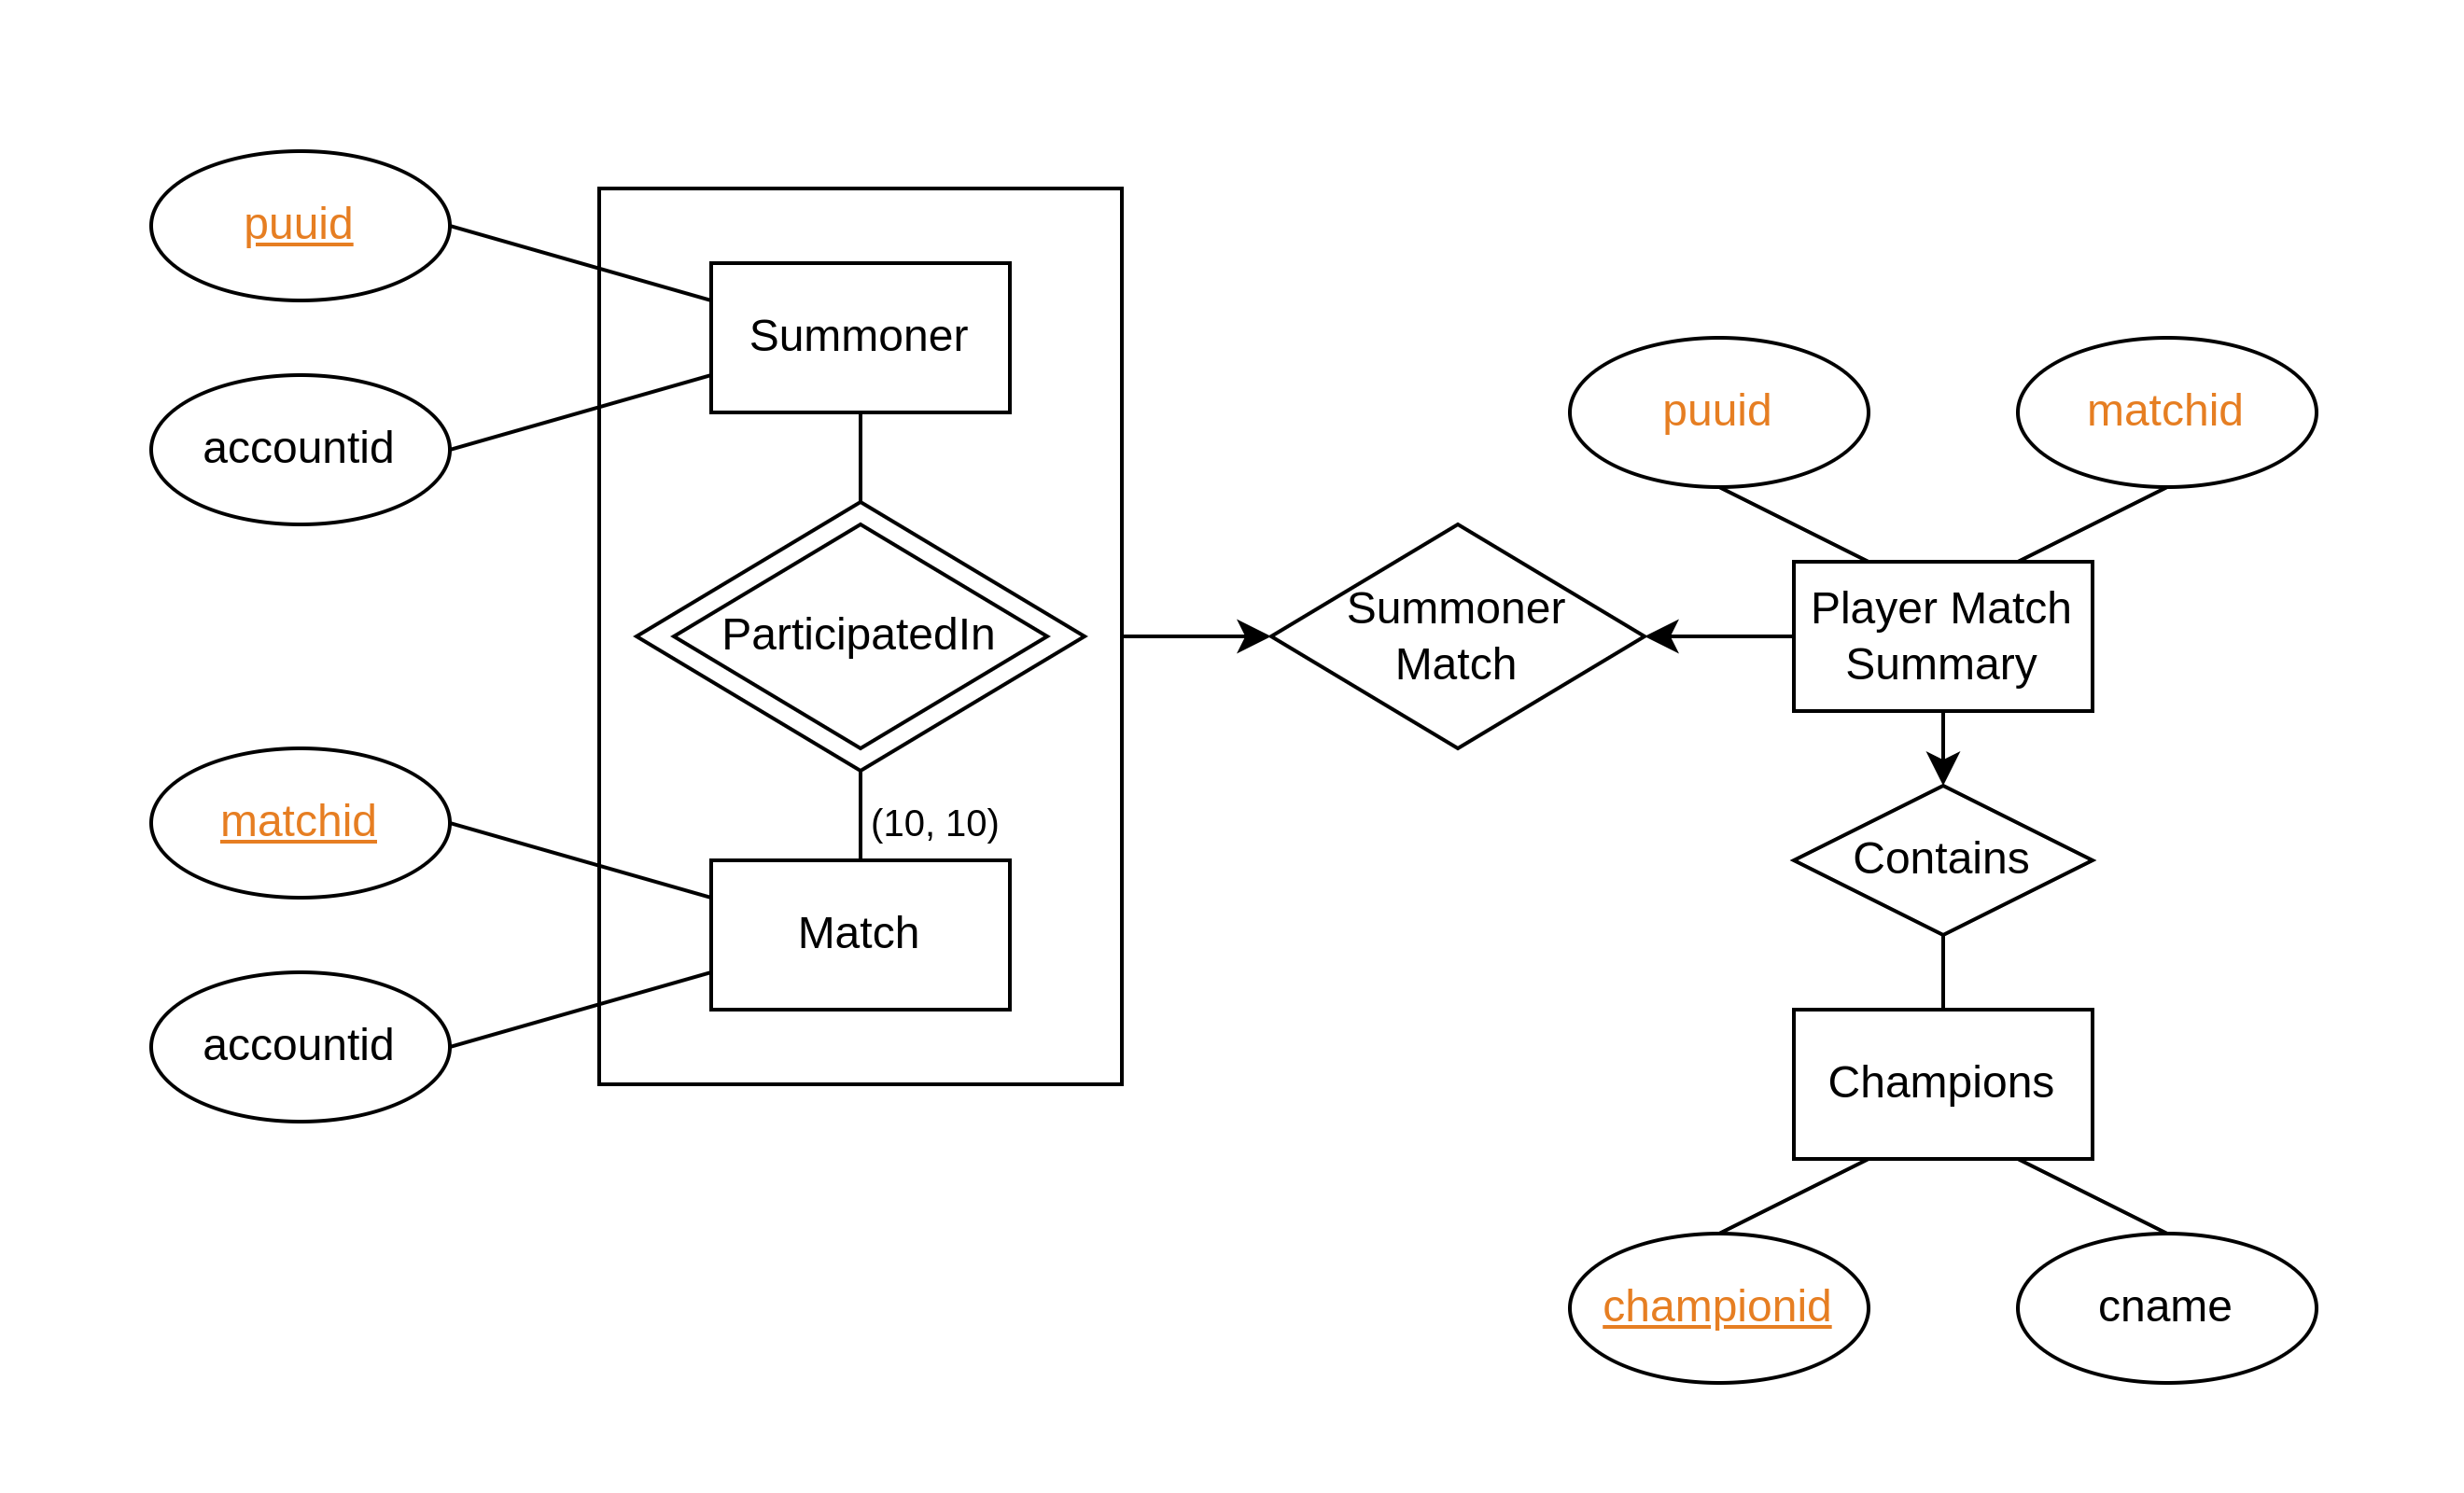 puuid
Summoner
accountid
puuid
matchid
Summoner
Match
Player Match
Summary
ParticipatedIn
(10, 10)
matchid
Contains
Match
accountid
Champions
championid
cname